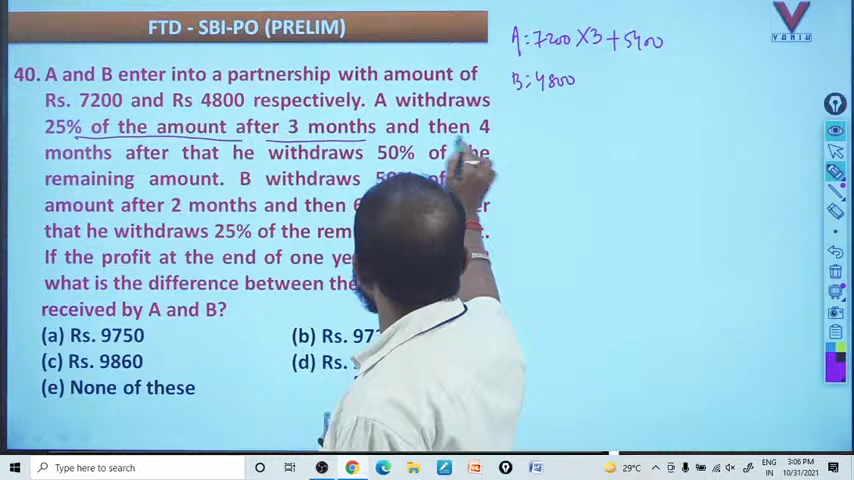 FTD - SBI-PO (PRELIM)
VANIK
A:7200 X3 + 5400
B:4800
40. A and B enter into a partnership with amount of
Rs. 7200 and Rs 4800 respectively. A withdraws
25% of the amount after 3 months and then 4
months after that he withdraws 50% of
remaining amount. B withdraws
amount after 2 months and then
that he withdraws 25% of the
If the profit at the end of one
what is the difference between
received by A and B?
(a) Rs. 9750
(b) Rs.
(c) Rs. 9860
(d) Rs.
(e) None of these
Type here to search
29°C
ENG
IN
3:06 PM
10/31/2021